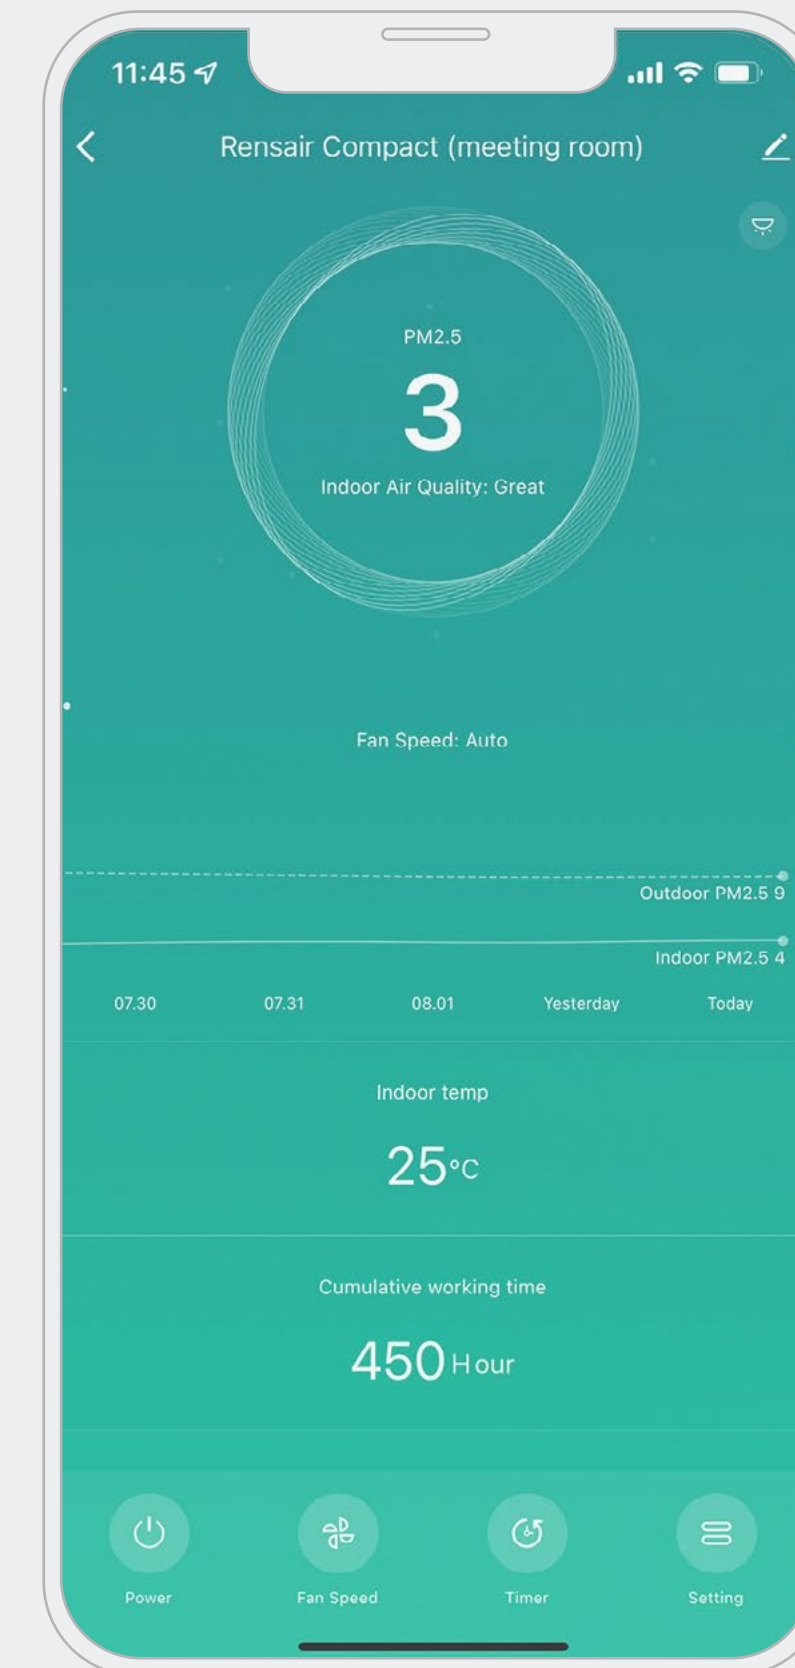 11:45
Rensair Compact (meeting room)
PM2.5
3
Indoor Air Quality: Great
Fan Speed: Auto
Outdoor PM2.5 9
Indoor PM2.5 4
07.30 07.31 08.01 Yesterday Today
Indoor temp
25°C
Cumulative working time
450 Hour
Power Fan Speed Timer Setting